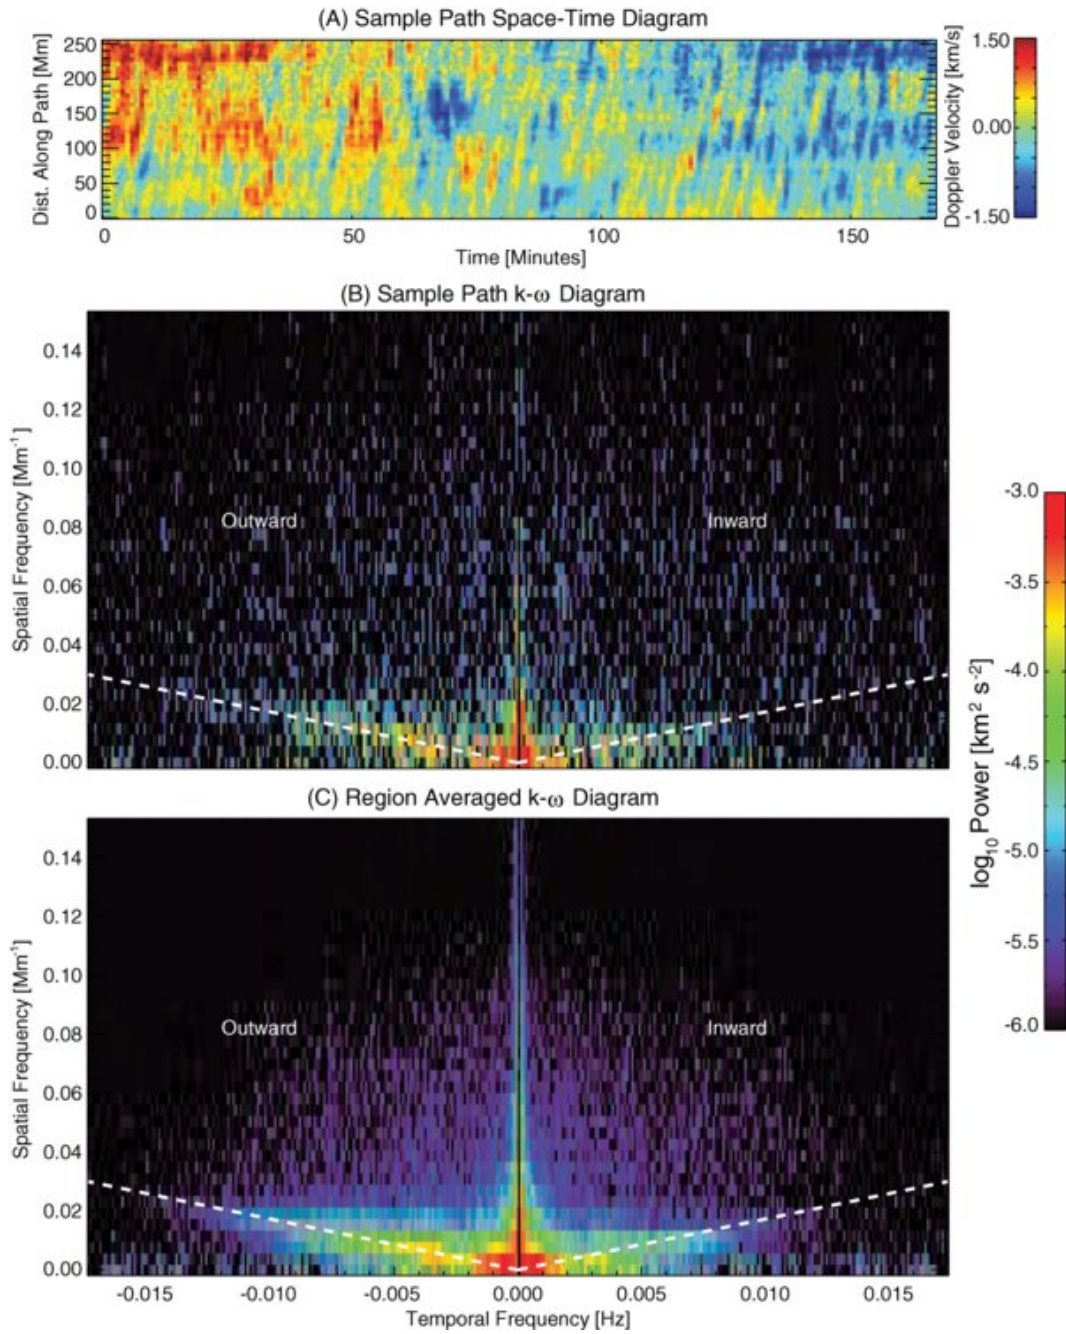 (A) Sample Path Space-Time Diagram
Dist. Along Path [Mm]
250
200
150
100
50
0
0 50 100 150
Time [Minutes]
Doppler Velocity [km/s]
1.50
0.00
-1.50
(B) Sample Path k-ω Diagram
Spatial Frequency [Mm⁻¹]
0.14
0.12
0.10
0.08
0.06
0.04
0.02
0.00
Outward Inward
(C) Region Averaged k-ω Diagram
Spatial Frequency [Mm⁻¹]
0.14
0.12
0.10
0.08
0.06
0.04
0.02
0.00
Outward Inward
-0.015 -0.010 -0.005 0.000 0.005 0.010 0.015
Temporal Frequency [Hz]
log₁₀ Power [km² s⁻²]
-3.0
-3.5
-4.0
-4.5
-5.0
-5.5
-6.0